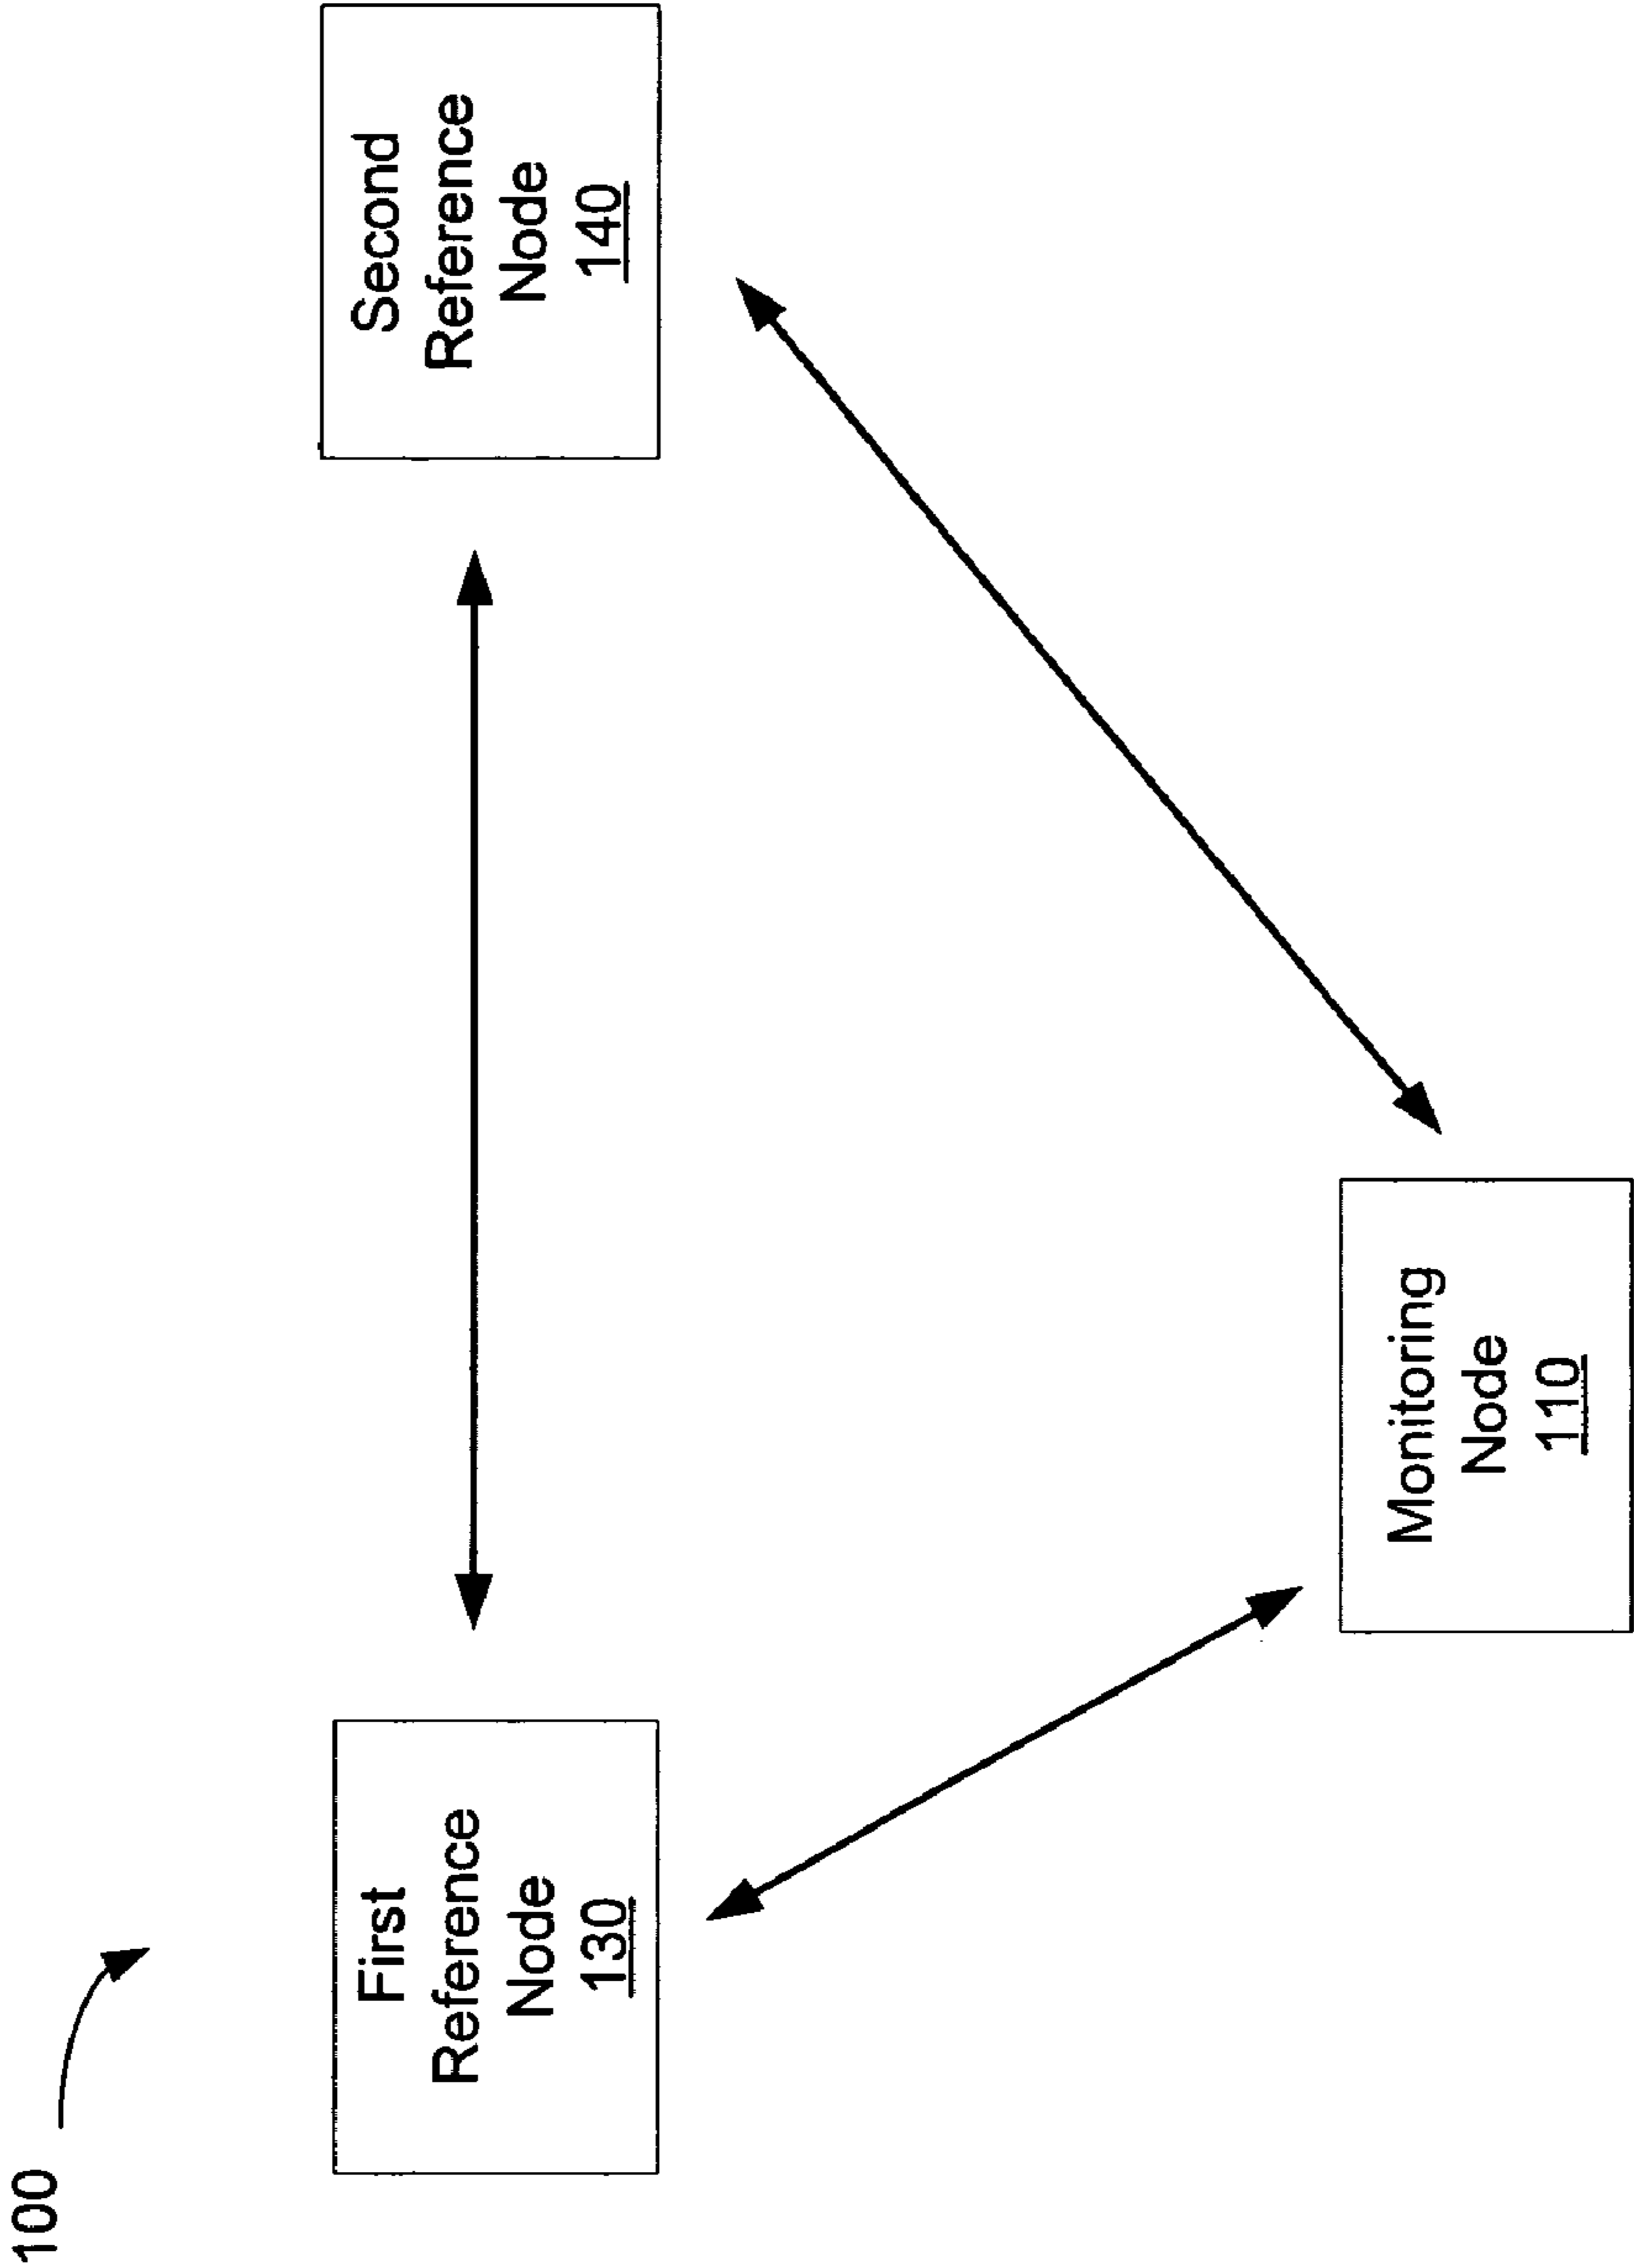 100
First
Reference
Node
130
Second
Reference
Node
140
Monitoring
Node
110